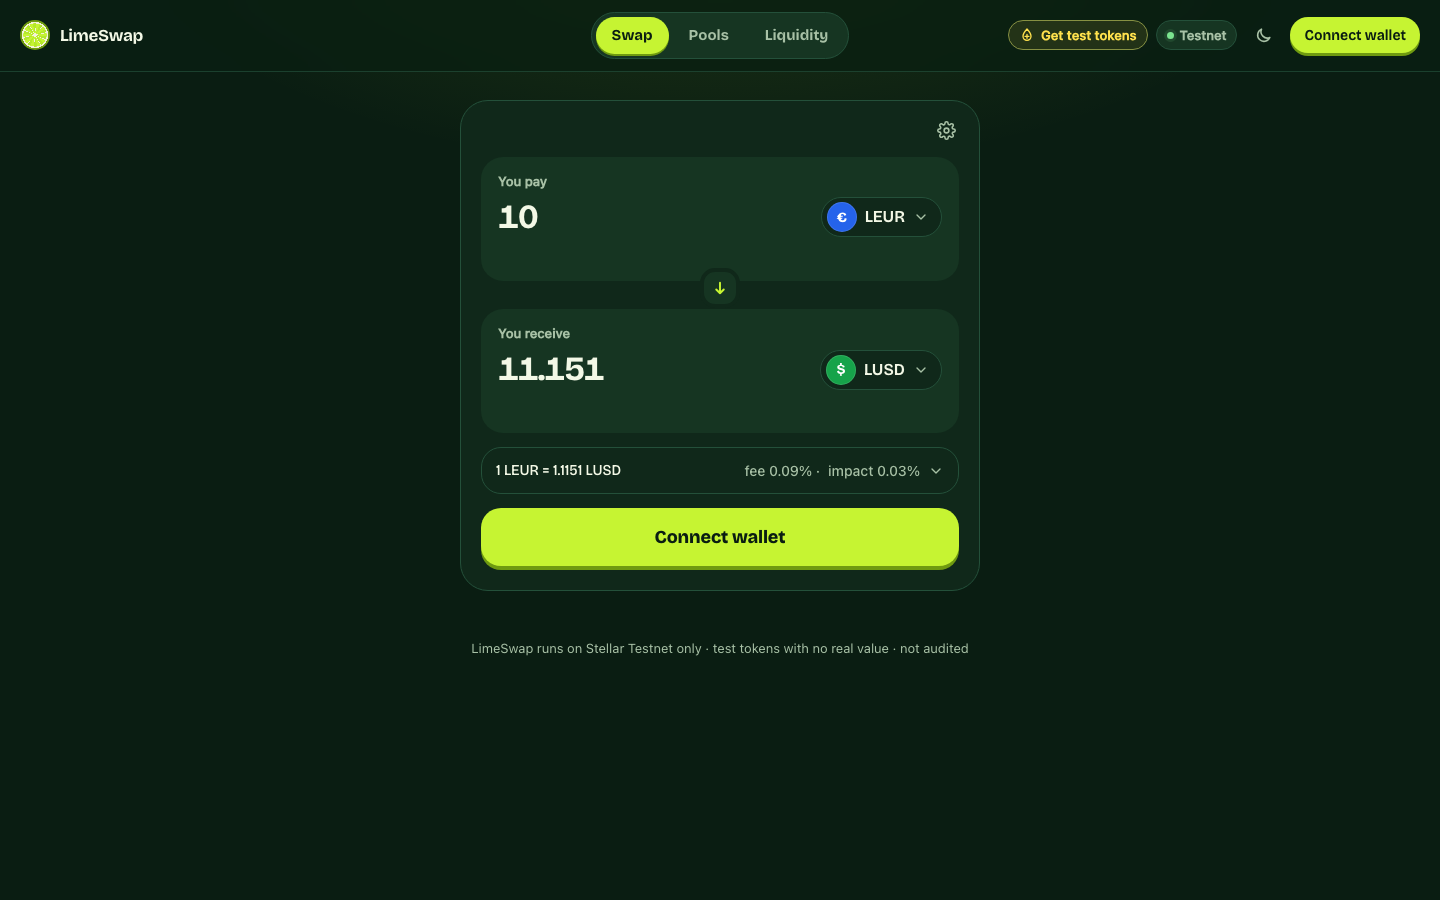 LimeSwap
Swap
Pools
Liquidity
Get test tokens
Testnet
Connect wallet
You pay
10
€ LEUR
You receive
11.151
$ LUSD
1 LEUR = 1.1151 LUSD
fee 0.09% · impact 0.03%
Connect wallet
LimeSwap runs on Stellar Testnet only · test tokens with no real value · not audited